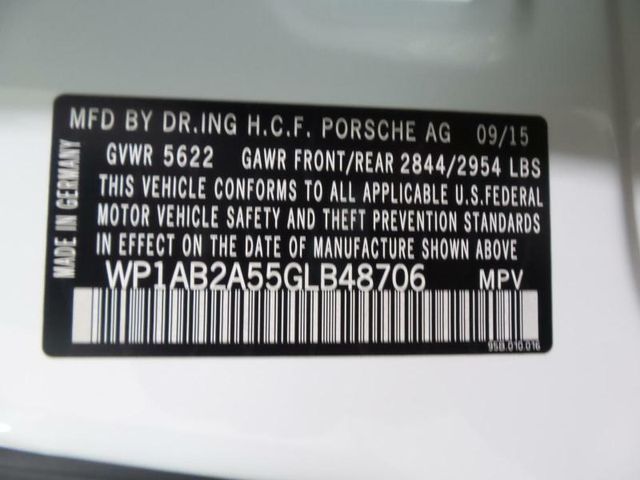 MFD BY DR.ING H.C.F. PORSCHE AG 09/15
GVWR 5622 GAWR FRONT/REAR 2844/2954 LBS
THIS VEHICLE CONFORMS TO ALL APPLICABLE U.S.FEDERAL
MOTOR VEHICLE SAFETY AND THEFT PREVENTION STANDARDS
IN EFFECT ON THE DATE OF MANUFACTURE
WP1AB2A55GLB48706 MPV
95B.010.016
MADE IN GERMANY